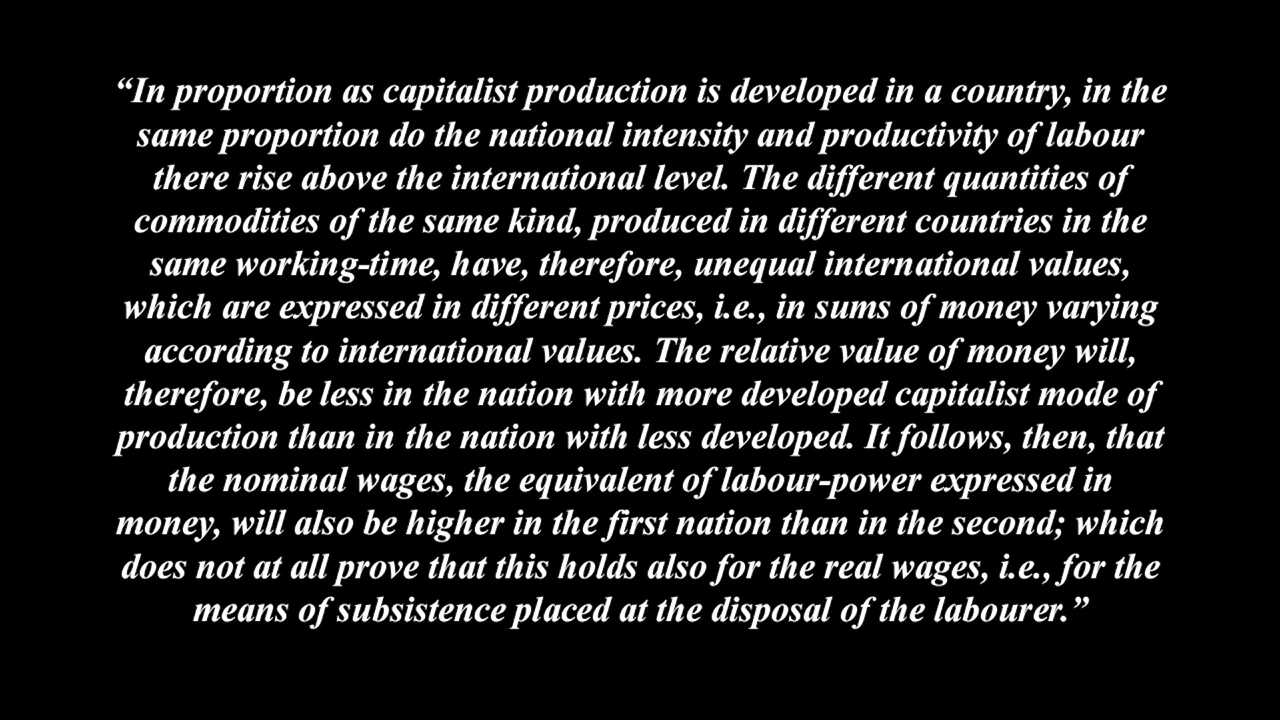 “In proportion as capitalist production is developed in a country, in the
same proportion do the national intensity and productivity of labour
there rise above the international level. The different quantities of
commodities of the same kind, produced in different countries in the
same working-time, have, therefore, unequal international values,
which are expressed in different prices, i.e., in sums of money varying
according to international values. The relative value of money will,
therefore, be less in the nation with more developed capitalist mode of
production than in the nation with less developed. It follows, then, that
the nominal wages, the equivalent of labour-power expressed in
money, will also be higher in the first nation than in the second; which
does not at all prove that this holds also for the real wages, i.e., for the
means of subsistence placed at the disposal of the labourer.”